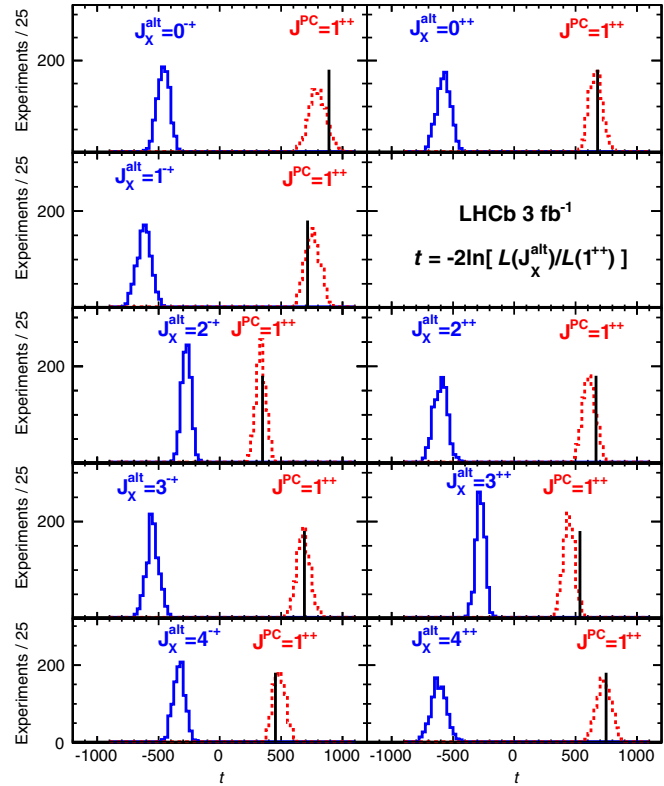 J_X^alt=0^-+ J^PC=1^++ J_X^alt=0^++ J^PC=1^++
Experiments / 25
200
J_X^alt=1^-+ J^PC=1^++
Experiments / 25
200
LHCb 3 fb^-1
t = -2ln[ L(J_X^alt)/L(1^++) ]
J_X^alt=2^-+ J^PC=1^++ J_X^alt=2^++ J^PC=1^++
Experiments / 25
200
J_X^alt=3^-+ J^PC=1^++ J_X^alt=3^++ J^PC=1^++
Experiments / 25
200
J_X^alt=4^-+ J^PC=1^++ J_X^alt=4^++ J^PC=1^++
Experiments / 25
200
0
-1000 -500 0 500 1000 -1000 -500 0 500 1000
t t